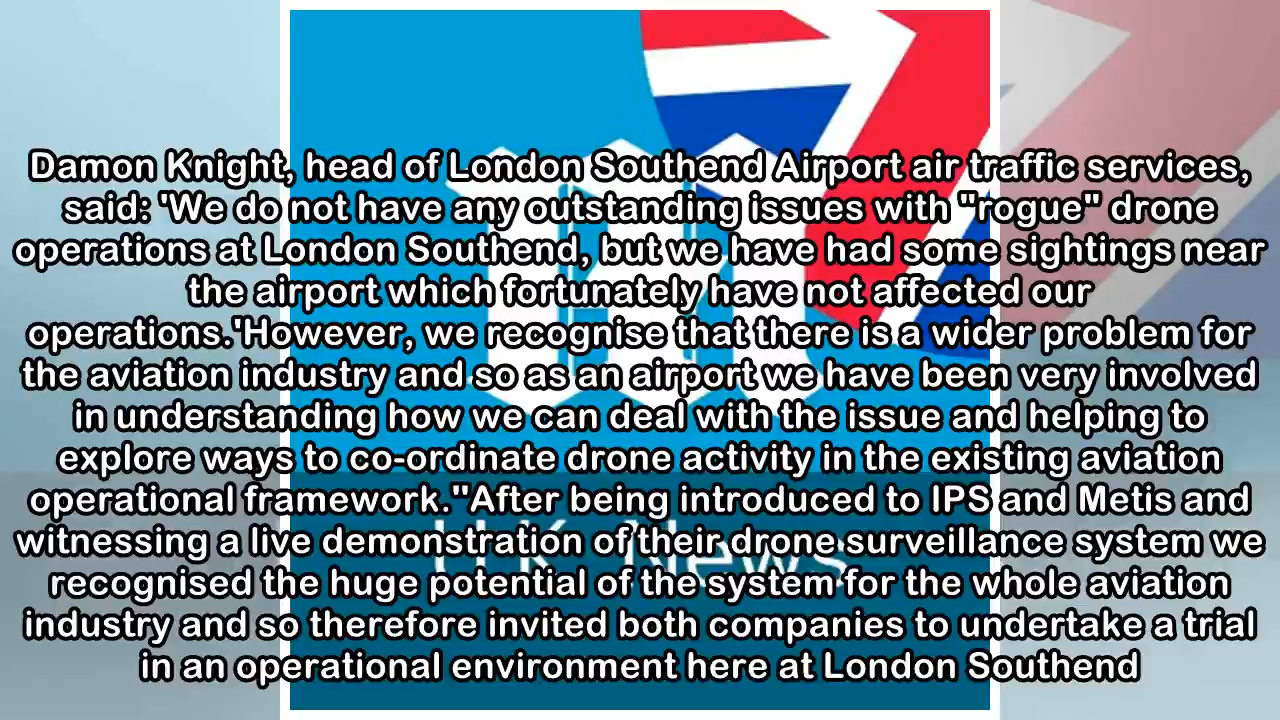 Damon Knight, head of London Southend Airport air traffic services,
said: 'We do not have any outstanding issues with "rogue" drone
operations at London Southend, but we have had some sightings near
the airport which fortunately have not affected our
operations.'However, we recognise that there is a wider problem for
the aviation industry and so as an airport we have been very involved
in understanding how we can deal with the issue and helping to
explore ways to co-ordinate drone activity in the existing aviation
operational framework.''After being introduced to IPS and Metis and
witnessing a live demonstration of their drone surveillance system we
recognised the huge potential of the system for the whole aviation
industry and so therefore invited both companies to undertake a trial
in an operational environment here at London Southend
U.K. News